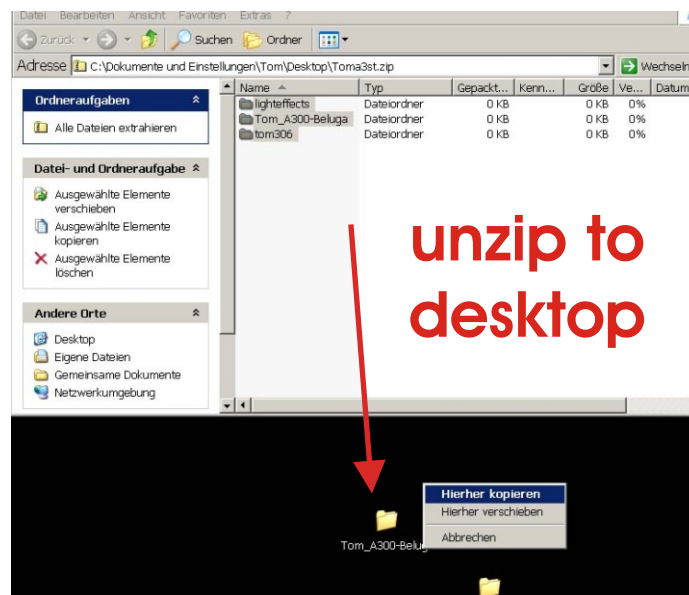 Datei Bearbeiten Ansicht Favoriten Extras ?
Zurück Suchen Ordner
Adresse C:\Dokumente und Einstellungen\Tom\Desktop\Toma3st.zip Wechseln
Name Typ Gepackt... Kenn... Größe Ve... Datum
lighteffects Dateiordner 0 KB 0 KB 0%
Tom_A300-Beluga Dateiordner 0 KB 0 KB 0%
tom306 Dateiordner 0 KB 0 KB 0%
Ordneraufgaben
Alle Dateien extrahieren
Datei- und Ordneraufgabe
Ausgewählte Elemente
verschieben
Ausgewählte Elemente
kopieren
Ausgewählte Elemente
löschen
Andere Orte
Desktop
Eigene Dateien
Gemeinsame Dokumente
Netzwerkumgebung
unzip to
desktop
Hierher kopieren
Hierher verschieben
Abbrechen
Tom_A300-Belug